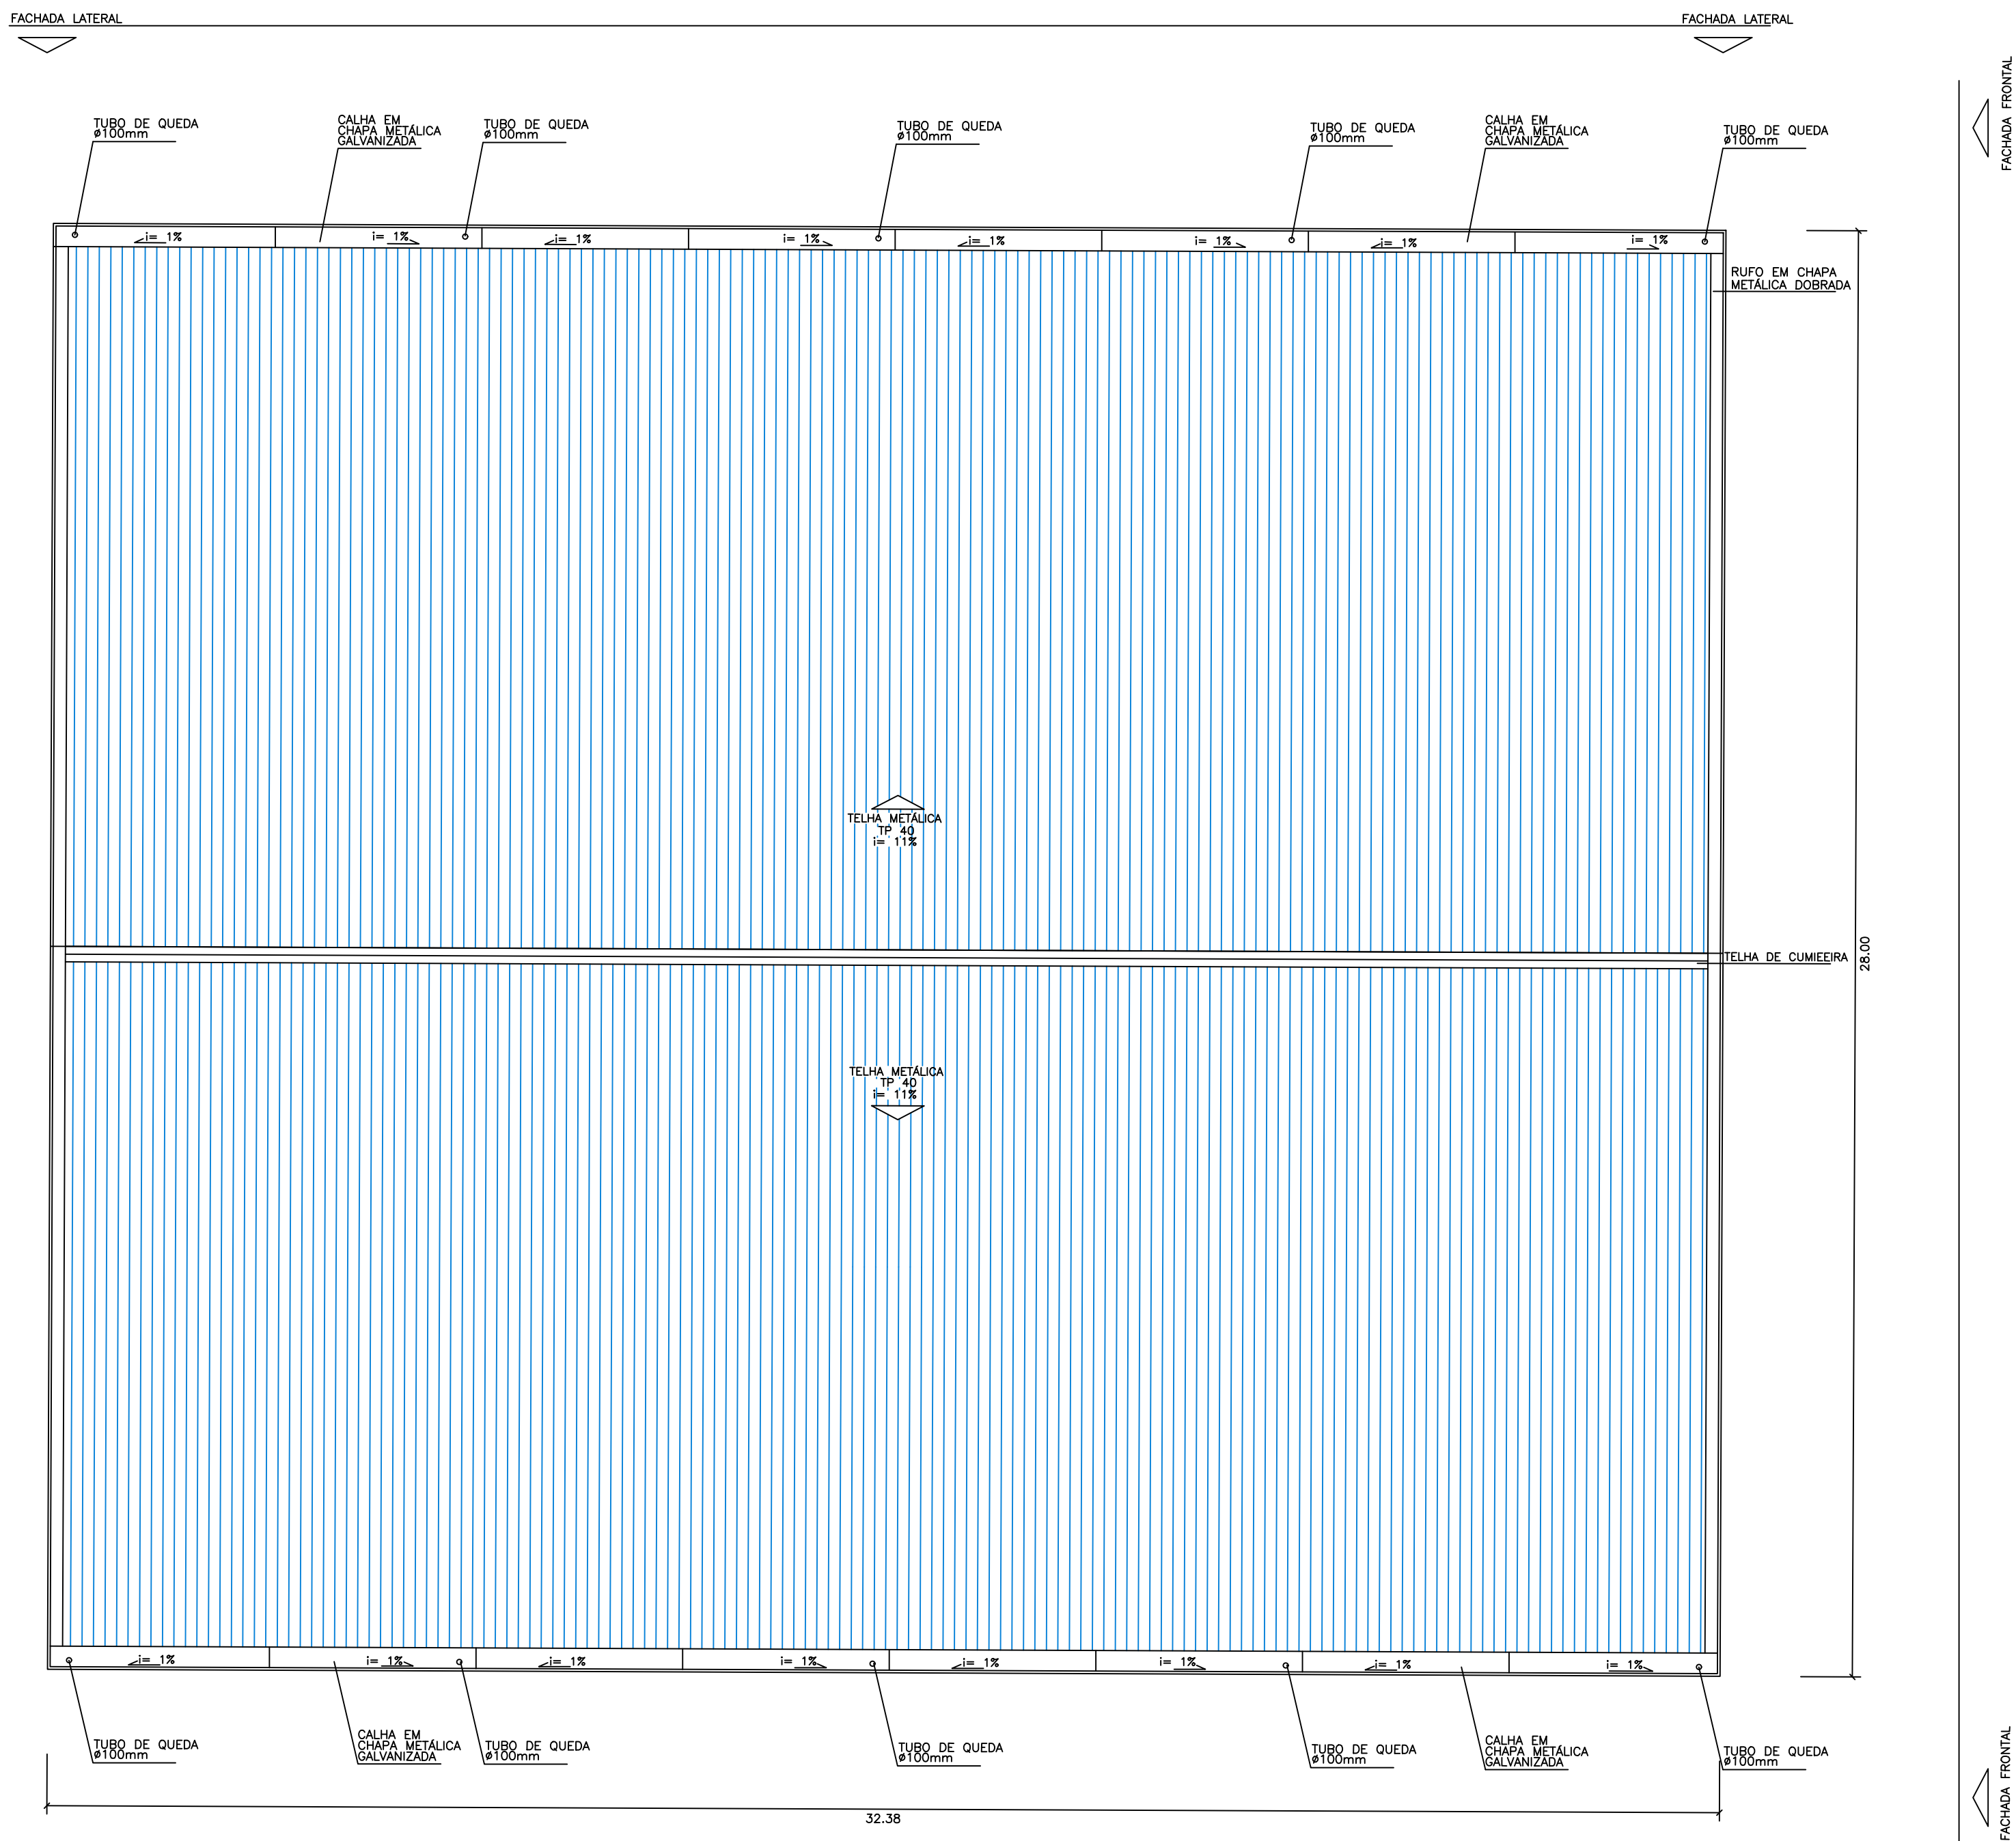 FACHADA LATERAL
FACHADA LATERAL
FACHADA FRONTAL
TUBO DE QUEDA
ø100mm
CALHA EM
CHAPA METÁLICA
GALVANIZADA
TUBO DE QUEDA
ø100mm
TUBO DE QUEDA
ø100mm
TUBO DE QUEDA
ø100mm
CALHA EM
CHAPA METÁLICA
GALVANIZADA
TUBO DE QUEDA
ø100mm
i= 1%
i= 1%
i= 1%
i= 1%
i= 1%
i= 1%
i= 1%
i= 1%
RUFO EM CHAPA
METÁLICA DOBRADA
TELHA METÁLICA
TP 40
i= 11%
TELHA DE CUMIEEIRA
28.00
TELHA METÁLICA
TP 40
i= 11%
i= 1%
i= 1%
i= 1%
i= 1%
i= 1%
i= 1%
i= 1%
i= 1%
TUBO DE QUEDA
ø100mm
CALHA EM
CHAPA METÁLICA
GALVANIZADA
TUBO DE QUEDA
ø100mm
TUBO DE QUEDA
ø100mm
TUBO DE QUEDA
ø100mm
CALHA EM
CHAPA METÁLICA
GALVANIZADA
TUBO DE QUEDA
ø100mm
FACHADA FRONTAL
32.38